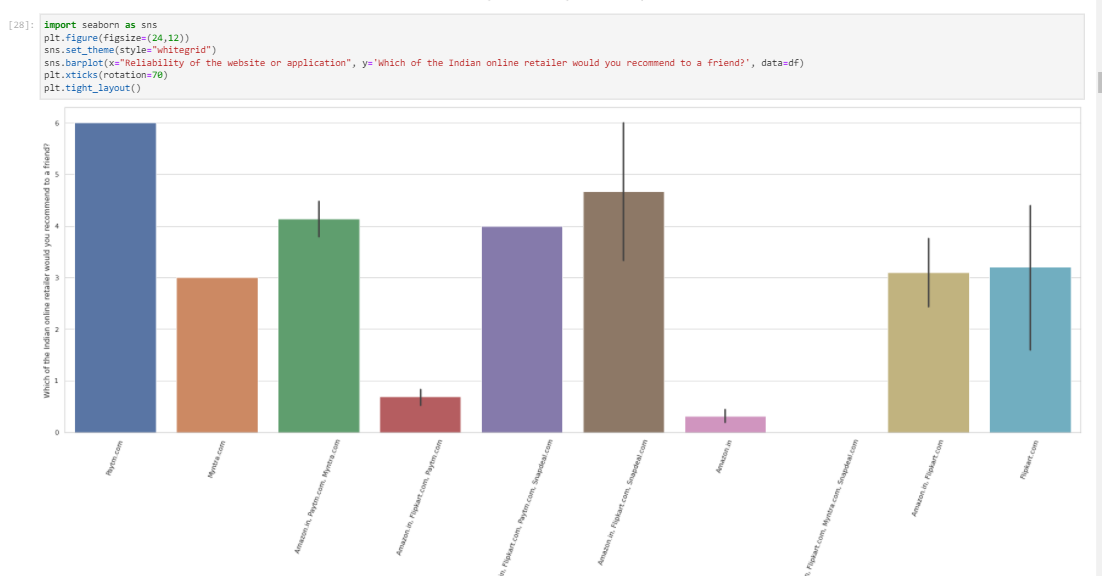 [28]: import seaborn as sns
plt.figure(figsize=(24,12))
sns.set_theme(style="whitegrid")
sns.barplot(x="Reliability of the website or application", y='Which of the Indian online retailer would you recommend to a friend?', data=df)
plt.xticks(rotation=70)
plt.tight_layout()
Which of the Indian online retailer would you recommend to a friend?
6
5
4
3
2
1
0
Paytm.com
Myntra.com
Amazon.in, Paytm.com, Myntra.com
Amazon.in, Flipkart.com, Paytm.com
Flipkart.com, Paytm.com, Snapdeal.com
Amazon.in, Flipkart.com, Snapdeal.com
Amazon.in
Flipkart.com, Myntra.com, Snapdeal.com
Amazon.in, Flipkart.com
Flipkart.com